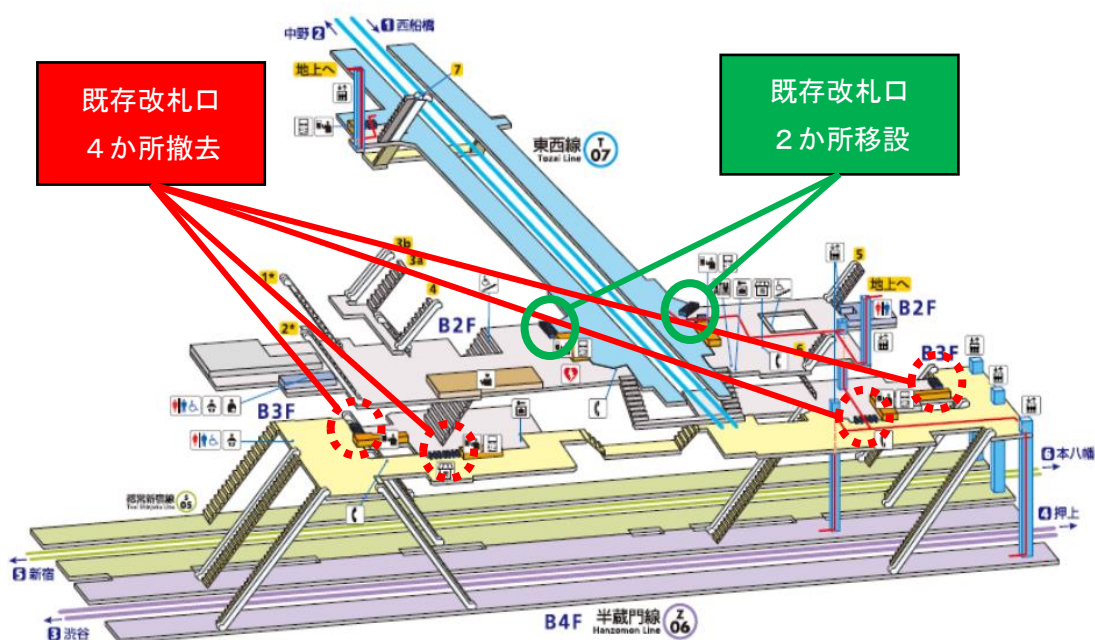 中野2
1西船橋
地上へ
7
既存改札口
4か所撤去
既存改札口
2か所移設
東西線 T 07
Tozai Line
3b
3a
1*
4
2*
B2F
5
地上へ
B2F
6
B3F
B3F
都営新宿線 S 05
Toei Shinjuku Line
6本八幡
4押上
5新宿
3渋谷
B4F 半蔵門線 Z 06
Hanzomon Line